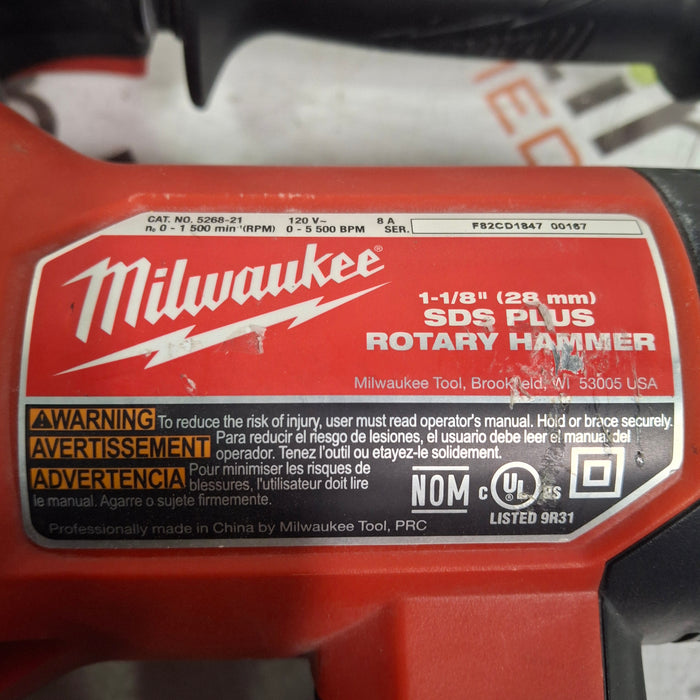 CAT. NO. 5268-21 120 V~ 8 A
n₀ 0 - 1 500 min⁻¹(RPM) 0 - 5 500 BPM SER. F82CD1847 00167
Milwaukee®
1-1/8" (28 mm)
SDS PLUS
ROTARY HAMMER
Milwaukee Tool, Brookfield, WI 53005 USA
WARNING To reduce the risk of injury, user must read operator's manual. Hold or brace securely.
AVERTISSEMENT Para reducir el riesgo de lesiones, el usuario debe leer el manual del
operador. Tenez l'outil ou etayez-le solidement.
ADVERTENCIA Pour minimiser les risques de
blessures, l'utilisateur doit lire
le manual. Agarre o sujete firmemente.
NOM c UL us
LISTED 9R31
Professionally made in China by Milwaukee Tool, PRC